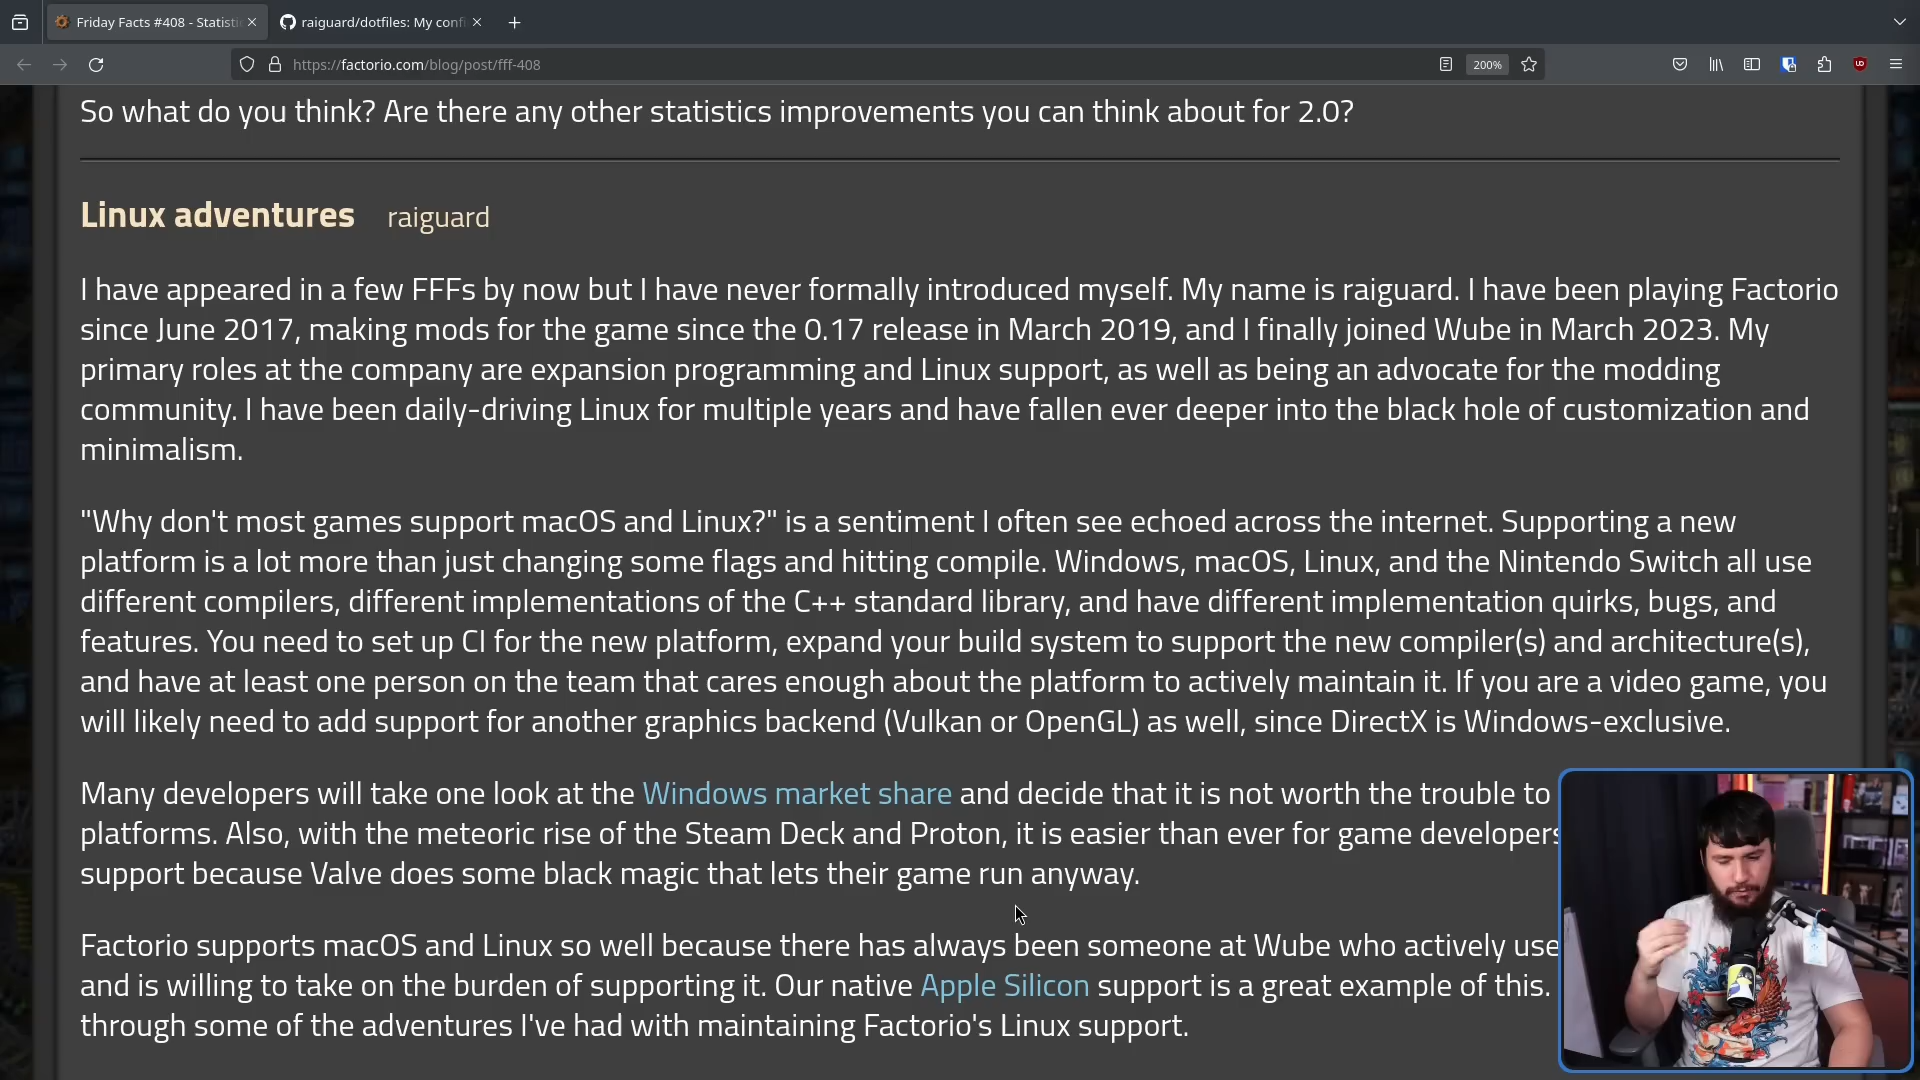 Friday Facts #408 - Statisti
raiguard/dotfiles: My confi
https://factorio.com/blog/post/fff-408
200%
So what do you think? Are there any other statistics improvements you can think about for 2.0?
Linux adventures raiguard
I have appeared in a few FFFs by now but I have never formally introduced myself. My name is raiguard. I have been playing Factorio
since June 2017, making mods for the game since the 0.17 release in March 2019, and I finally joined Wube in March 2023. My
primary roles at the company are expansion programming and Linux support, as well as being an advocate for the modding
community. I have been daily-driving Linux for multiple years and have fallen ever deeper into the black hole of customization and
minimalism.
"Why don't most games support macOS and Linux?" is a sentiment I often see echoed across the internet. Supporting a new
platform is a lot more than just changing some flags and hitting compile. Windows, macOS, Linux, and the Nintendo Switch all use
different compilers, different implementations of the C++ standard library, and have different implementation quirks, bugs, and
features. You need to set up CI for the new platform, expand your build system to support the new compiler(s) and architecture(s),
and have at least one person on the team that cares enough about the platform to actively maintain it. If you are a video game, you
will likely need to add support for another graphics backend (Vulkan or OpenGL) as well, since DirectX is Windows-exclusive.
Many developers will take one look at the Windows market share and decide that it is not worth the trouble to
platforms. Also, with the meteoric rise of the Steam Deck and Proton, it is easier than ever for game developers
support because Valve does some black magic that lets their game run anyway.
Factorio supports macOS and Linux so well because there has always been someone at Wube who actively use
and is willing to take on the burden of supporting it. Our native Apple Silicon support is a great example of this.
through some of the adventures I've had with maintaining Factorio's Linux support.